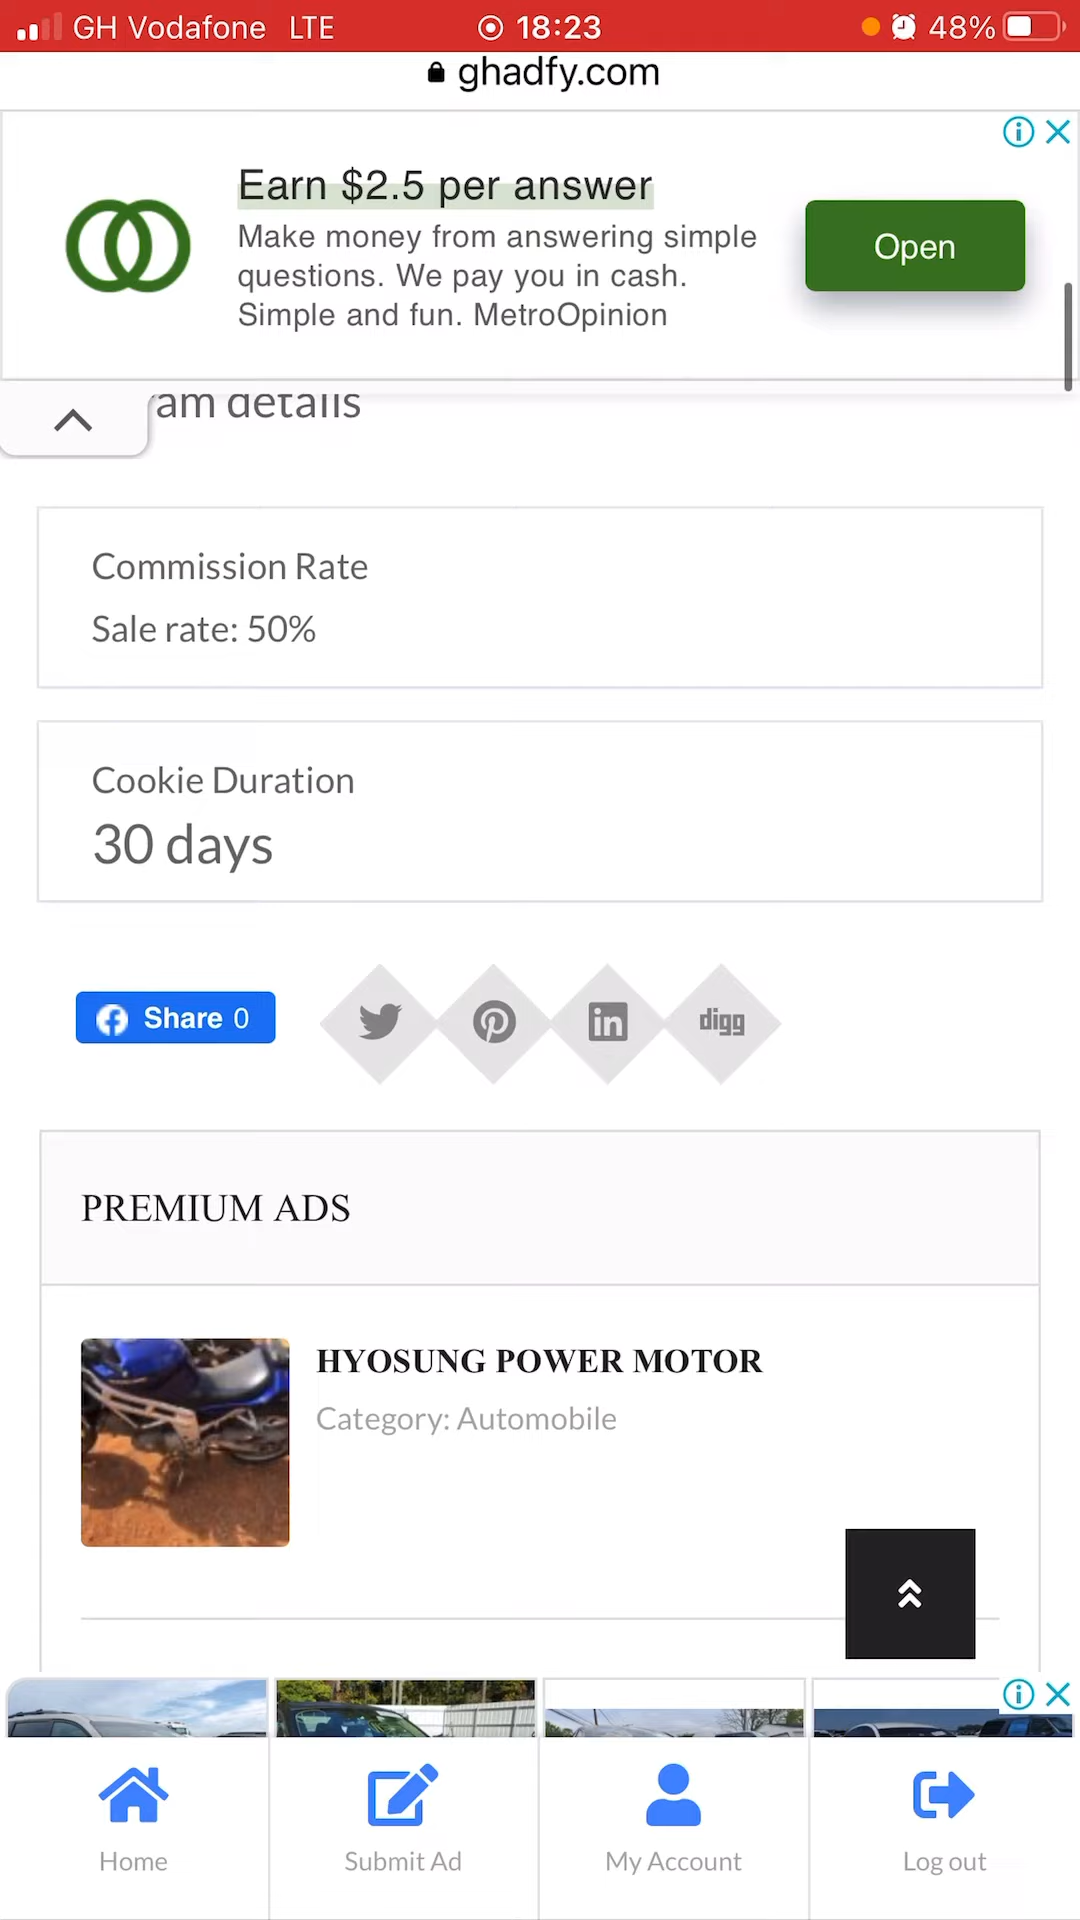 GH Vodafone LTE 18:23 48%
ghadfy.com
Earn $2.5 per answer
Make money from answering simple
questions. We pay you in cash.
Simple and fun. MetroOpinion
Open
am details
Commission Rate
Sale rate: 50%
Cookie Duration
30 days
Share 0
in
digg
PREMIUM ADS
HYOSUNG POWER MOTOR
Category: Automobile
Home
Submit Ad
My Account
Log out